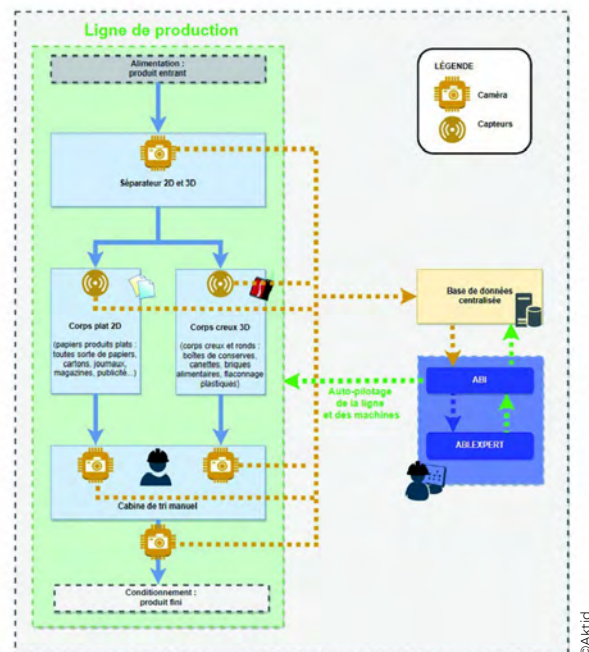 Ligne de production
Alimentation :
produit entrant
LÉGENDE
Caméra
Capteurs
Séparateur 2D et 3D
Corps plat 2D
(papiers produits plats :
toutes sorte de papiers,
cartons, journaux,
magazines, publicité...)
Corps creux 3D
(corps creux et ronds :
boîtes de conserves,
canettes, briques
alimentaires, flaconnage
plastiques)
Base de données
centralisée
ABI
ABI_EXPERT
Auto-pilotage
de la ligne
et des machines
Cabine de tri manuel
Conditionnement :
produit fini
©Aktid